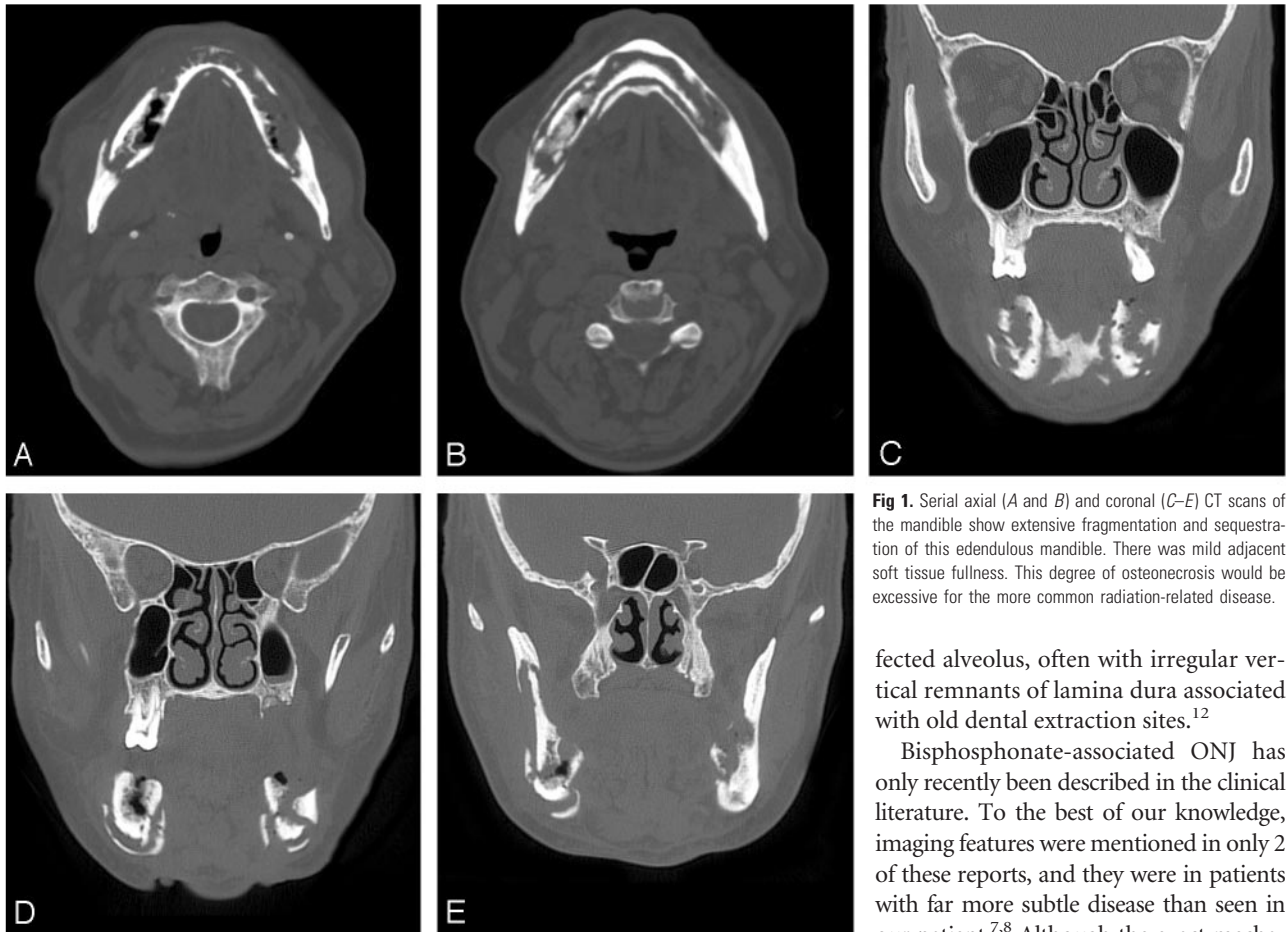 A
B
C
D
E
Fig 1. Serial axial (A and B) and coronal (C–E) CT scans of
the mandible show extensive fragmentation and sequestra-
tion of this edendulous mandible. There was mild adjacent
soft tissue fullness. This degree of osteonecrosis would be
excessive for the more common radiation-related disease.
fected alveolus, often with irregular ver-
tical remnants of lamina dura associated
with old dental extraction sites.12
Bisphosphonate-associated ONJ has
only recently been described in the clinical
literature. To the best of our knowledge,
imaging features were mentioned in only 2
of these reports, and they were in patients
with far more subtle disease than seen in